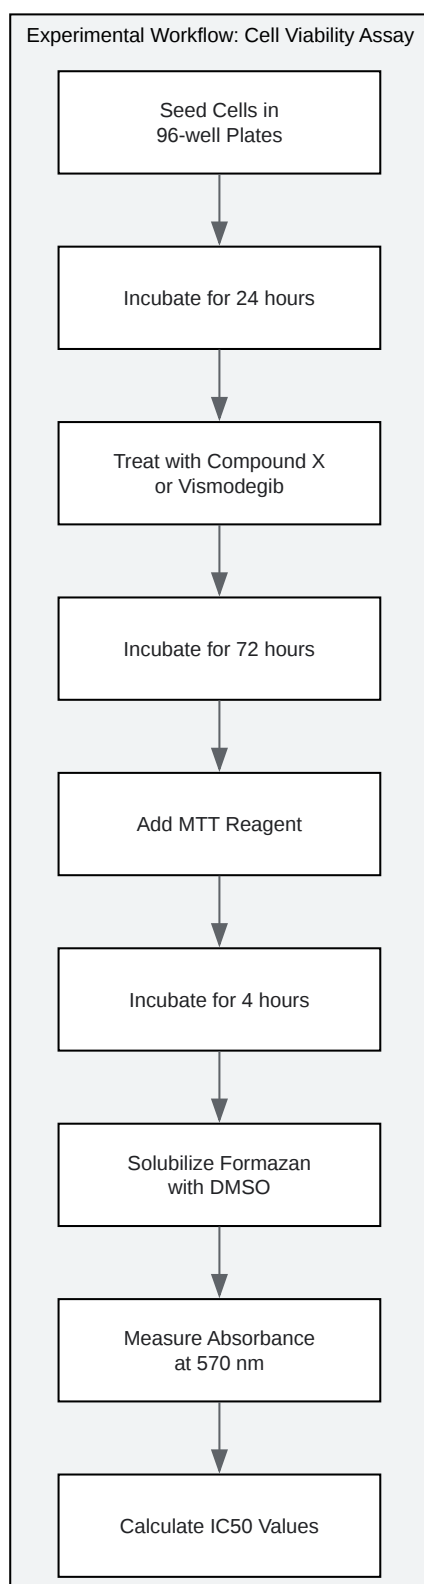 Experimental Workflow: Cell Viability Assay
Seed Cells in
96-well Plates
Incubate for 24 hours
Treat with Compound X
or Vismodegib
Incubate for 72 hours
Add MTT Reagent
Incubate for 4 hours
Solubilize Formazan
with DMSO
Measure Absorbance
at 570 nm
Calculate IC50 Values